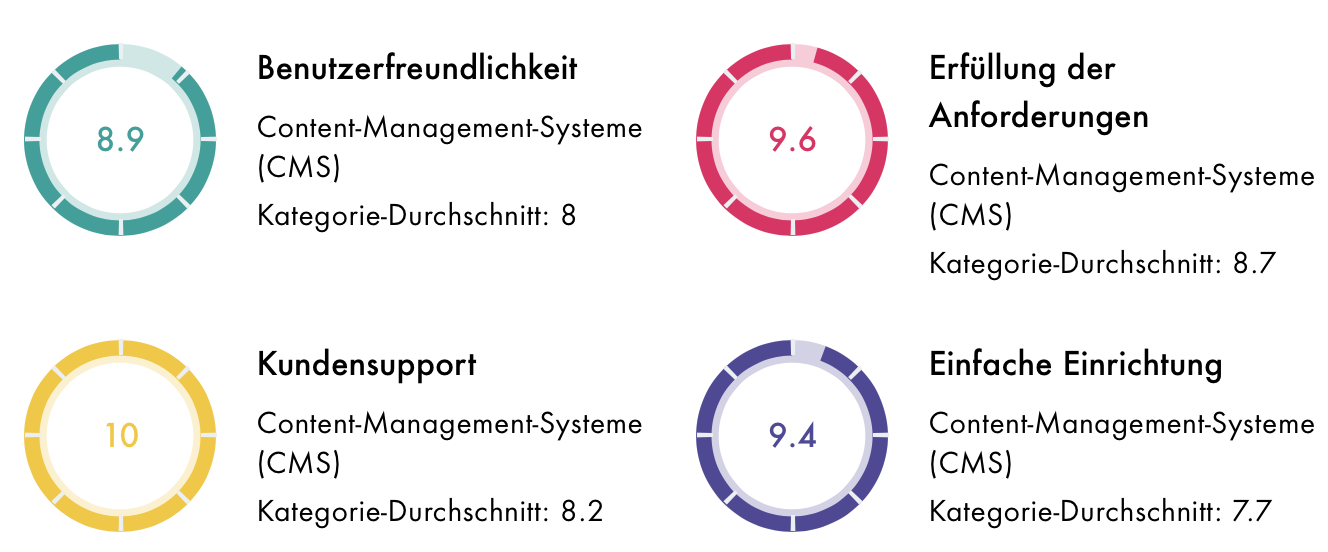 8.9
Benutzerfreundlichkeit
Content-Management-Systeme
(CMS)
Kategorie-Durchschnitt: 8
9.6
Erfüllung der
Anforderungen
Content-Management-Systeme
(CMS)
Kategorie-Durchschnitt: 8.7
10
Kundensupport
Content-Management-Systeme
(CMS)
Kategorie-Durchschnitt: 8.2
9.4
Einfache Einrichtung
Content-Management-Systeme
(CMS)
Kategorie-Durchschnitt: 7.7